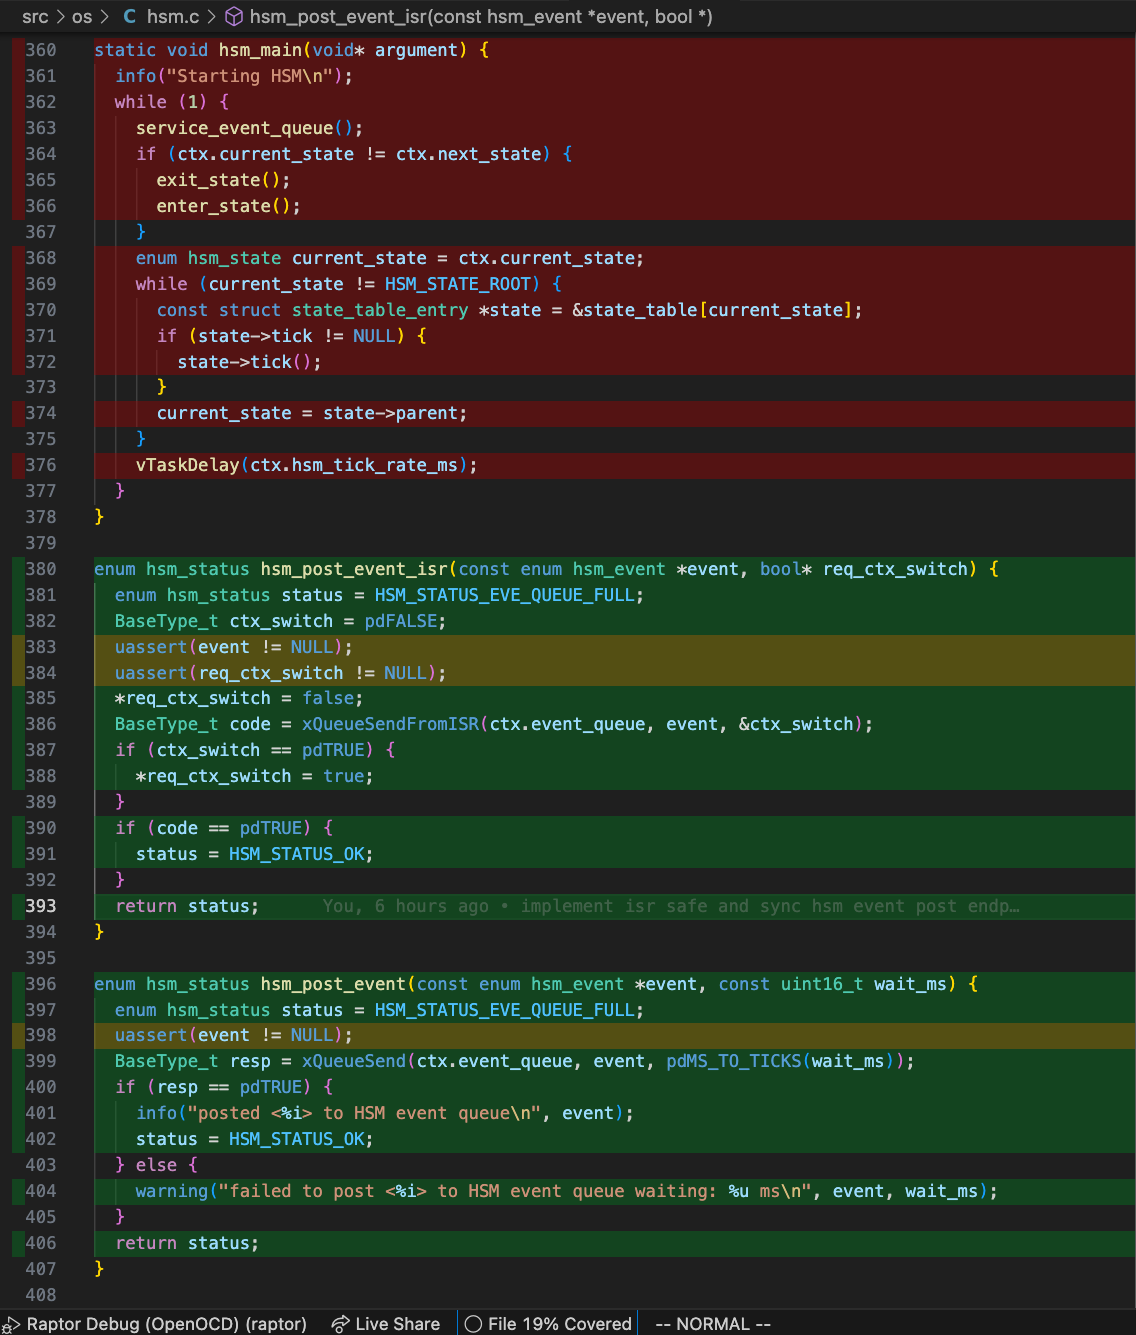 src > os > C hsm.c > hsm_post_event_isr(const hsm_event *event, bool *)
360 static void hsm_main(void* argument) {
361   info("Starting HSM\n");
362   while (1) {
363     service_event_queue();
364     if (ctx.current_state != ctx.next_state) {
365       exit_state();
366       enter_state();
367     }
368     enum hsm_state current_state = ctx.current_state;
369     while (current_state != HSM_STATE_ROOT) {
370       const struct state_table_entry *state = &state_table[current_state];
371       if (state->tick != NULL) {
372         state->tick();
373       }
374       current_state = state->parent;
375     }
376     vTaskDelay(ctx.hsm_tick_rate_ms);
377   }
378 }
379
380 enum hsm_status hsm_post_event_isr(const enum hsm_event *event, bool* req_ctx_switch) {
381   enum hsm_status status = HSM_STATUS_EVE_QUEUE_FULL;
382   BaseType_t ctx_switch = pdFALSE;
383   uassert(event != NULL);
384   uassert(req_ctx_switch != NULL);
385   *req_ctx_switch = false;
386   BaseType_t code = xQueueSendFromISR(ctx.event_queue, event, &ctx_switch);
387   if (ctx_switch == pdTRUE) {
388     *req_ctx_switch = true;
389   }
390   if (code == pdTRUE) {
391     status = HSM_STATUS_OK;
392   }
393   return status;      You, 6 hours ago • implement isr safe and sync hsm event post endp…
394 }
395
396 enum hsm_status hsm_post_event(const enum hsm_event *event, const uint16_t wait_ms) {
397   enum hsm_status status = HSM_STATUS_EVE_QUEUE_FULL;
398   uassert(event != NULL);
399   BaseType_t resp = xQueueSend(ctx.event_queue, event, pdMS_TO_TICKS(wait_ms));
400   if (resp == pdTRUE) {
401     info("posted <%i> to HSM event queue\n", event);
402     status = HSM_STATUS_OK;
403   } else {
404     warning("failed to post <%i> to HSM event queue waiting: %u ms\n", event, wait_ms);
405   }
406   return status;
407 }
408
Raptor Debug (OpenOCD) (raptor) Live Share File 19% Covered -- NORMAL --